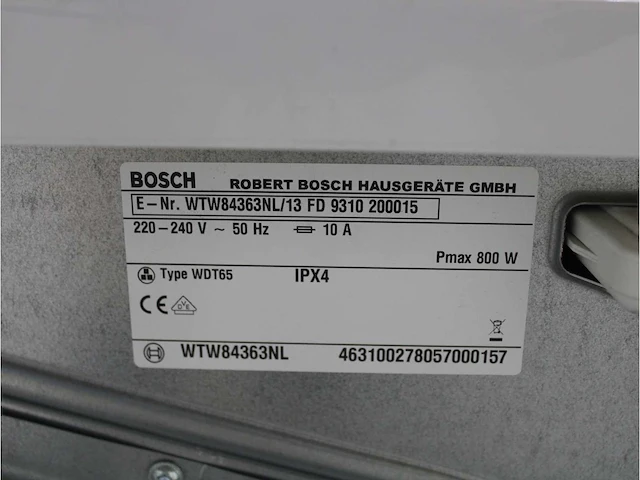 BOSCH ROBERT BOSCH HAUSGERÄTE GMBH
E-Nr. WTW84363NL/13 FD 9310 200015
220-240 V ~ 50 Hz 10 A
Pmax 800 W
Type WDT65 IPX4
CE DVE
WTW84363NL 463100278057000157